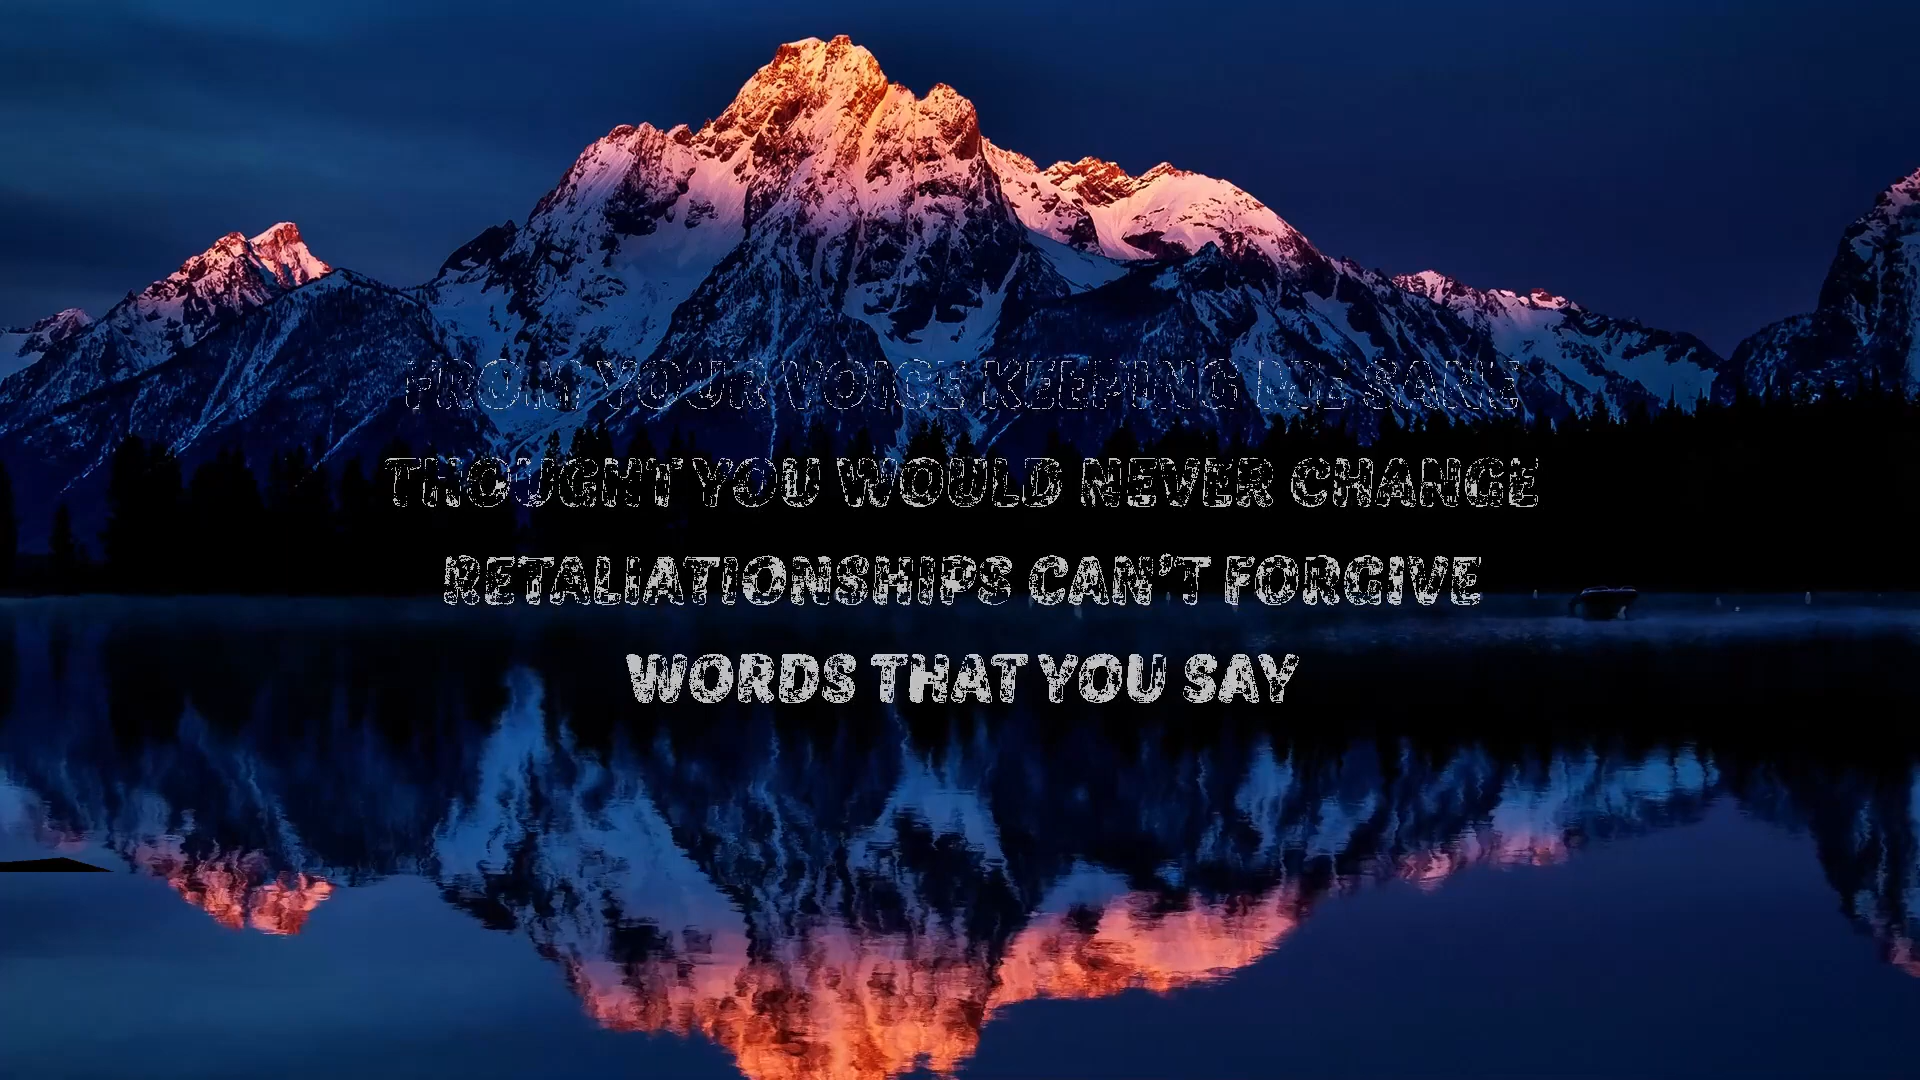 FROM YOUR VOICE KEEPING ME SANE
THOUGHT YOU WOULD NEVER CHANGE
RETALIATIONSHIPS CAN'T FORGIVE
WORDS THAT YOU SAY